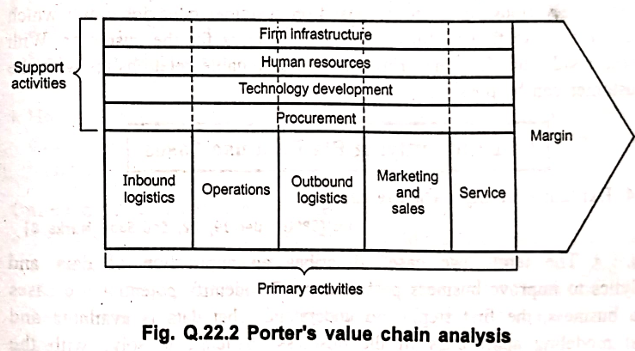 Firm infrastructure
Human resources
Technology development
Procurement
Support
activities
Inbound
logistics
Operations
Outbound
logistics
Marketing
and
sales
Service
Margin
Primary activities
Fig. Q.22.2 Porter's value chain analysis